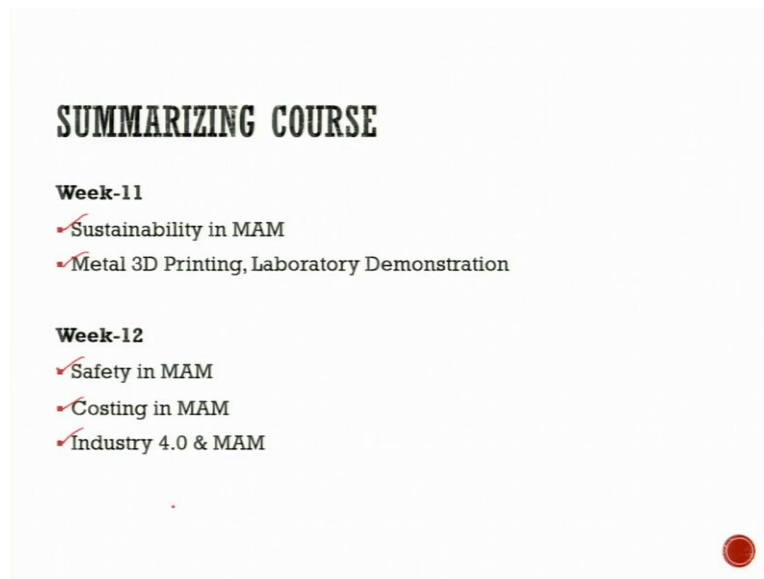 SUMMARIZING COURSE
Week-11
Sustainability in MAM
Metal 3D Printing, Laboratory Demonstration
Week-12
Safety in MAM
Costing in MAM
Industry 4.0 & MAM